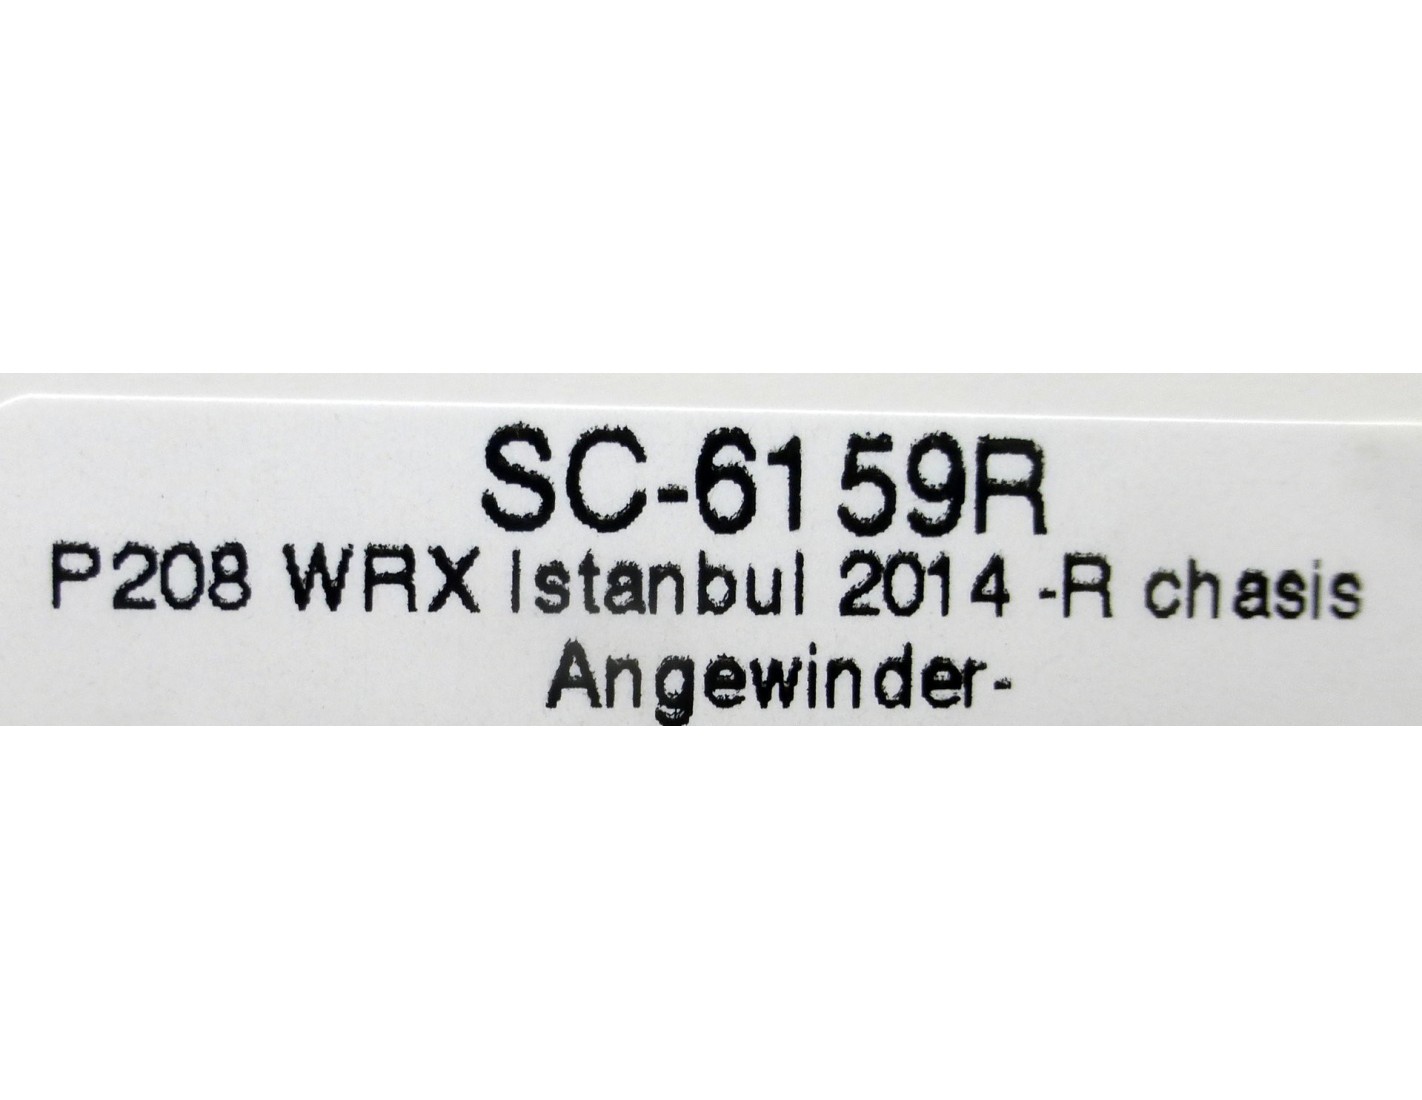 SC-6159R
P208 WRX Istanbul 2014 -R chasis
Angewinder-